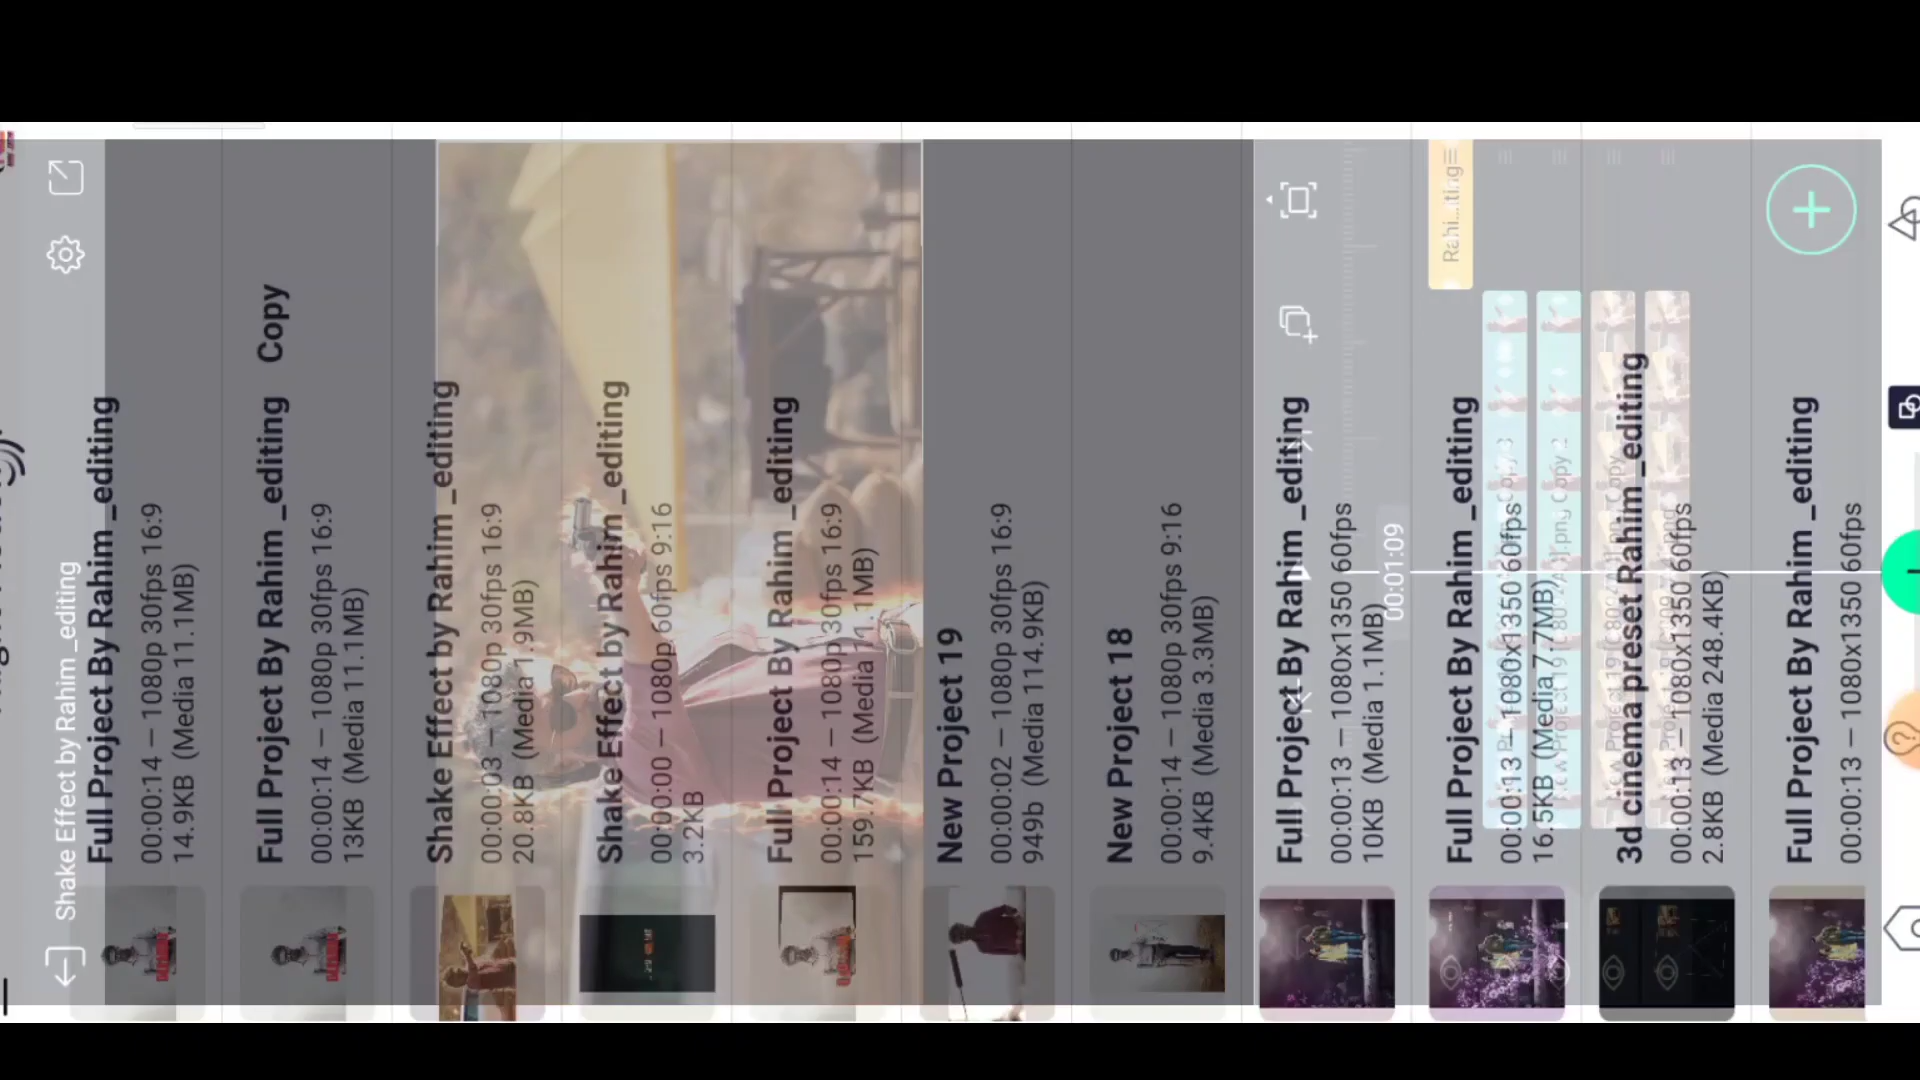 Shake Effect by Rahim _editing
Full Project By Rahim _editing
00:00:14 — 1080p 30fps 16:9
14.9KB (Media 11.1MB)
Full Project By Rahim _editing Copy
00:00:14 — 1080p 30fps 16:9
13KB (Media 11.1MB)
Shake Effect by Rahim _editing
00:00:03 — 1080p 30fps 16:9
20.8KB (Media 1.9MB)
Shake Effect by Rahim _editing
00:00:00 — 1080p 60fps 9:16
3.2KB
Full Project By Rahim _editing
00:00:14 — 1080p 30fps 16:9
159.7KB (Media 11.1MB)
New Project 19
00:00:02 — 1080p 30fps 16:9
949b (Media 114.9KB)
New Project 18
00:00:14 — 1080p 30fps 9:16
9.4KB (Media 3.3MB)
Full Project By Rahim _editing
00:00:13 — 1080x1350 60fps
10KB (Media 1.1MB)
00:01:09
Rahi...ting
Full Project By Rahim _editing
00:00:13 — 1080x1350 60fps
16.5KB (Media 7.7MB)
3d cinema preset Rahim _editing
00:00:13 — 1080x1350 60fps
2.8KB (Media 248.4KB)
Full Project By Rahim _editing
00:00:13 — 1080x1350 60fps